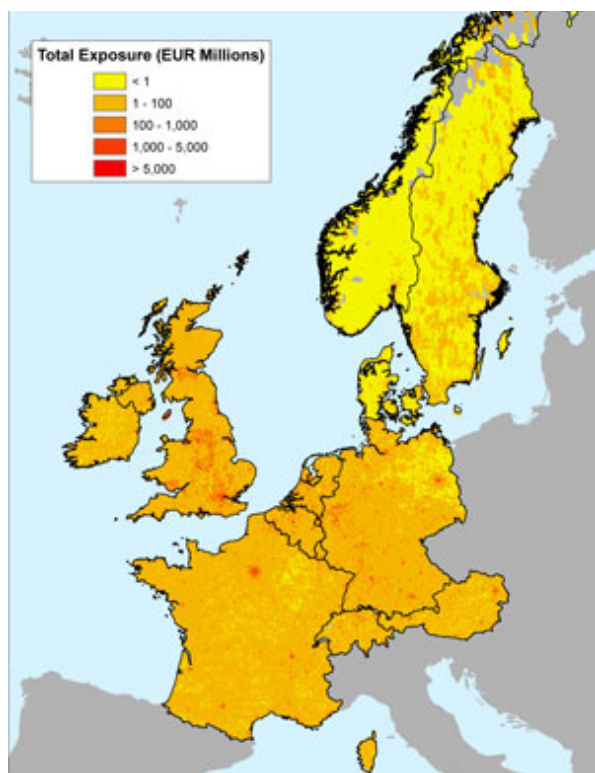 Total Exposure (EUR Millions)
< 1
1 - 100
100 - 1,000
1,000 - 5,000
> 5,000